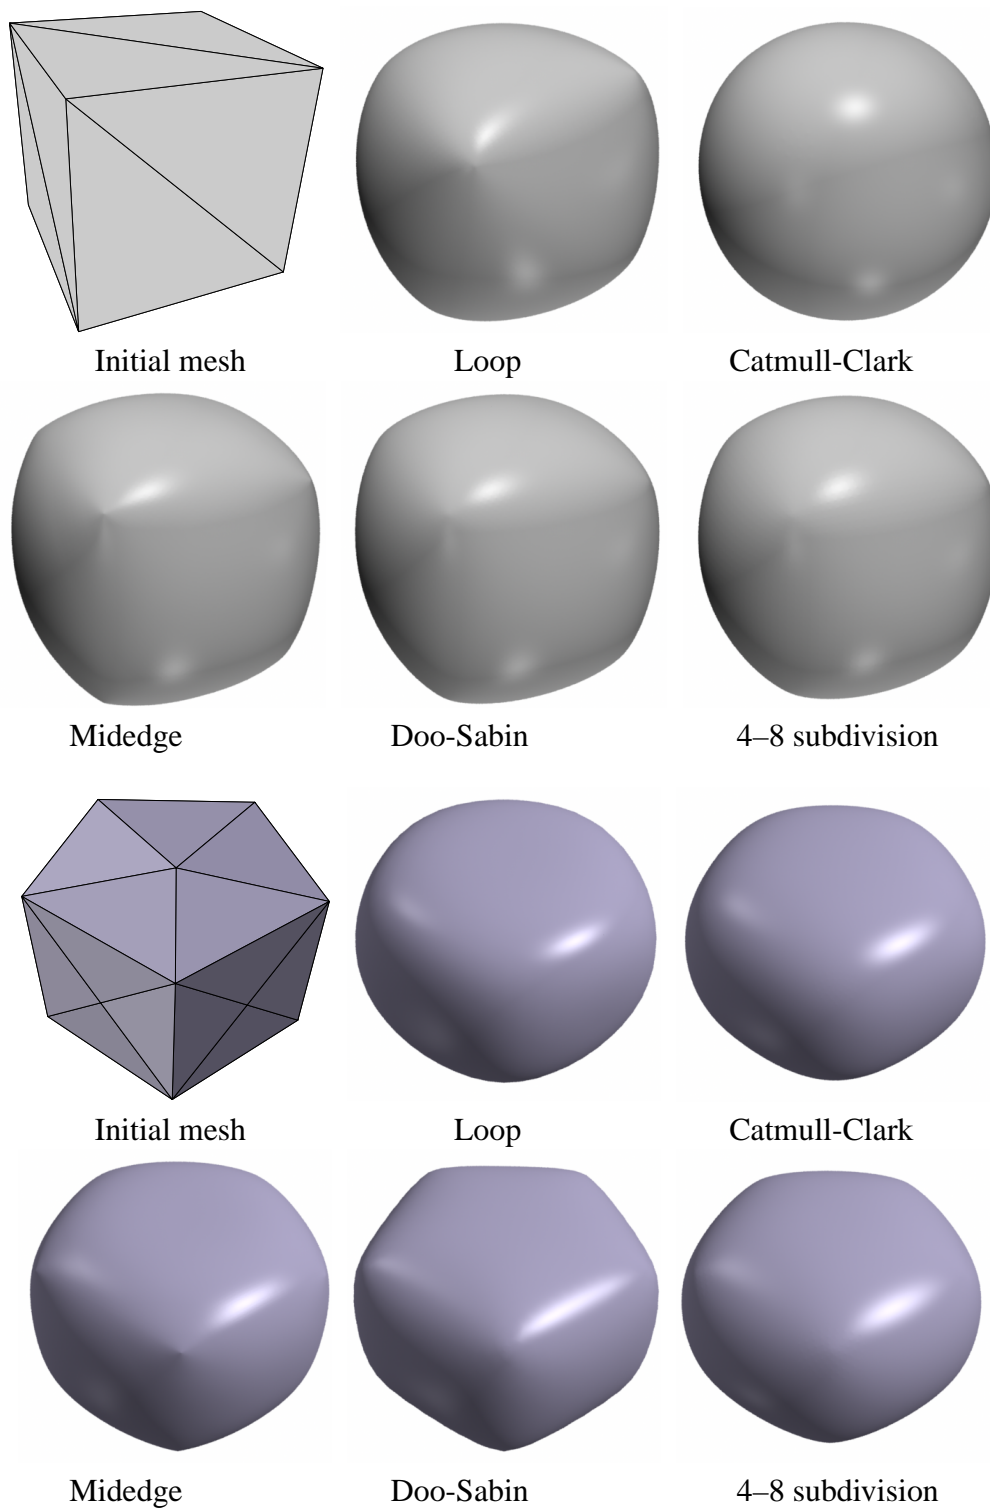 Initial mesh Loop Catmull-Clark
Midedge Doo-Sabin 4–8 subdivision
Initial mesh Loop Catmull-Clark
Midedge Doo-Sabin 4–8 subdivision